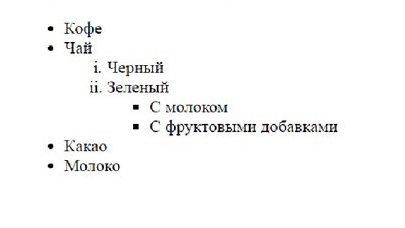 • Кофе
• Чай
i. Черный
ii. Зеленый
▪ С молоком
▪ С фруктовыми добавками
• Какао
• Молоко